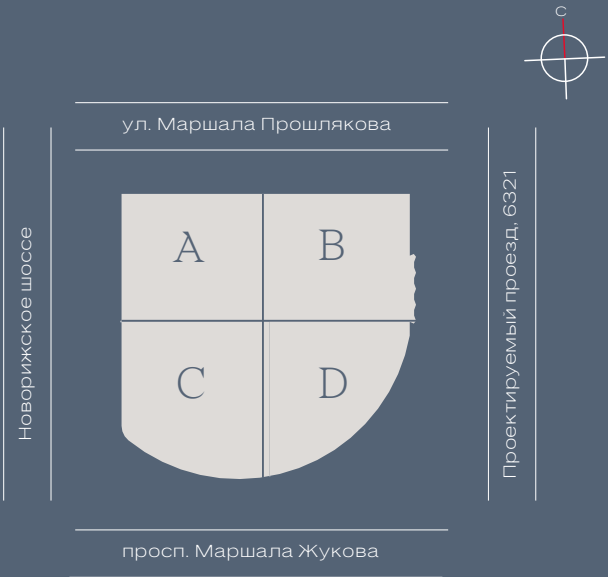 С
ул. Маршала Прошлякова
Новорижское шоссе
Проектируемый проезд, 6321
A
B
C
D
просп. Маршала Жукова